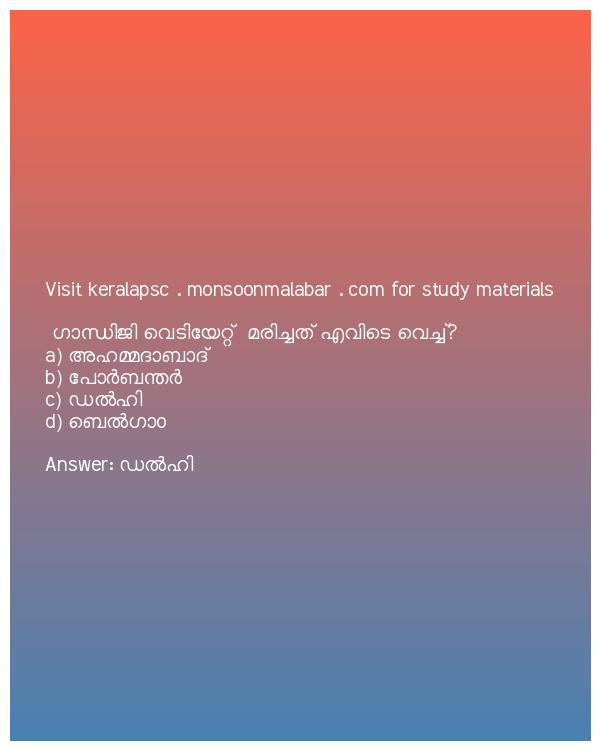 Visit keralapsc . monsoonmalabar . com for study materials
ഗാന്ധിജി വെടിയേറ്റ് മരിച്ചത് എവിടെ വെച്ച്?
a) അഹമ്മദാബാദ്
b) പോർബന്തർ
c) ഡൽഹി
d) ബെൽഗാം
Answer: ഡൽഹി